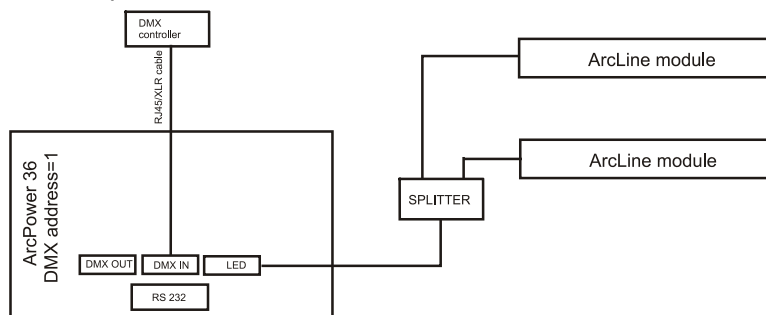 DMX
controller
RJ45/XLR cable
ArcLine module
ArcLine module
SPLITTER
ArcPower 36
DMX address=1
DMX OUT
DMX IN
LED
RS 232